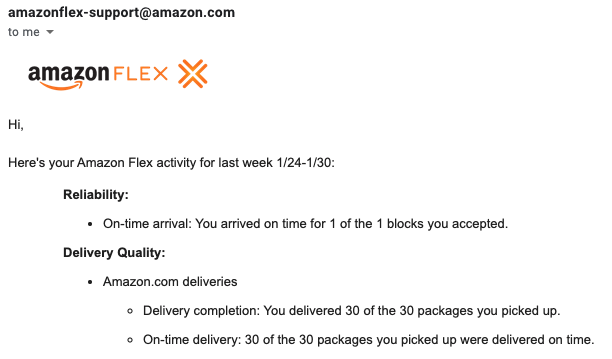 amazonflex-support@amazon.com
to me
amazon FLEX
Hi,
Here's your Amazon Flex activity for last week 1/24-1/30:
Reliability:
• On-time arrival: You arrived on time for 1 of the 1 blocks you accepted.
Delivery Quality:
• Amazon.com deliveries
◦ Delivery completion: You delivered 30 of the 30 packages you picked up.
◦ On-time delivery: 30 of the 30 packages you picked up were delivered on time.